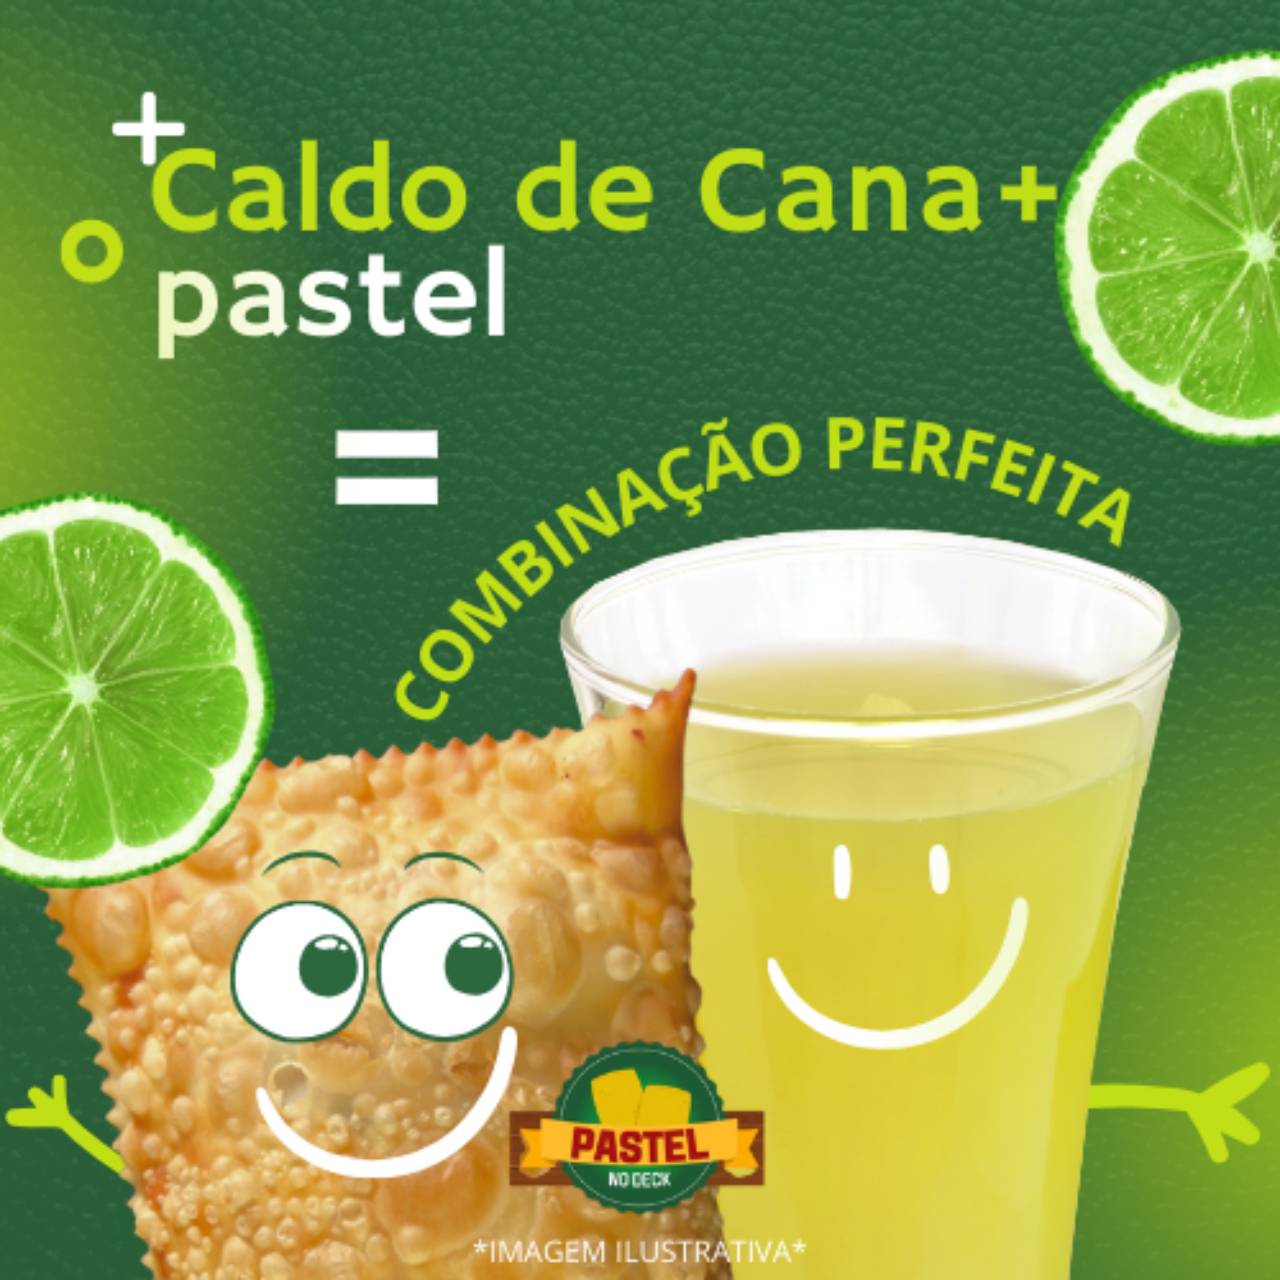 Caldo de Cana+
pastel
=
COMBINAÇÃO PERFEITA
PASTEL
NO DECK
*IMAGEM ILUSTRATIVA*